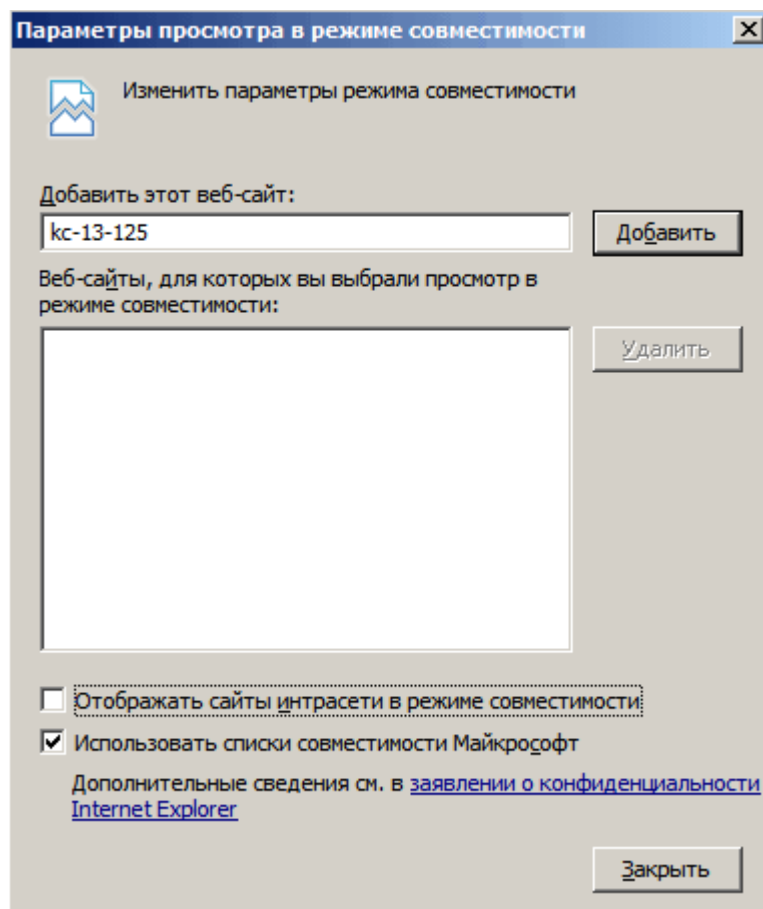 Параметры просмотра в режиме совместимости
Изменить параметры режима совместимости
Добавить этот веб-сайт:
kc-13-125
Добавить
Веб-сайты, для которых вы выбрали просмотр в
режиме совместимости:
Удалить
Отображать сайты интрасети в режиме совместимости
Использовать списки совместимости Майкрософт
Дополнительные сведения см. в заявлении о конфиденциальности
Internet Explorer
Закрыть